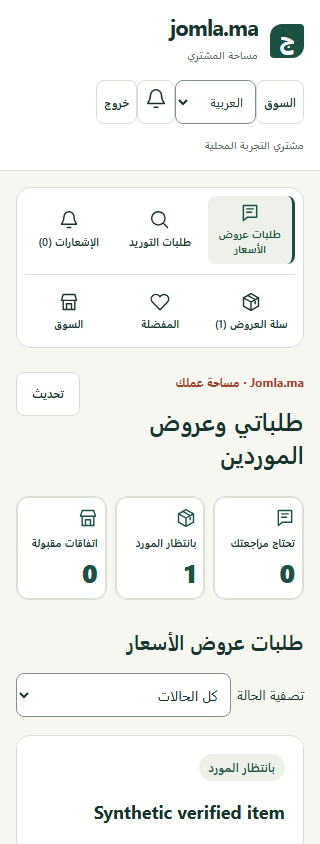 jomla.ma
ج
مساحة المشتري
السوق
العربية
خروج
مشتري التجربة المحلية
طلبات عروض
الأسعار
طلبات التوريد
الإشعارات (0)
سلة العروض (1)
المفضلة
السوق
Jomla.ma · مساحة عملك
تحديث
طلباتي وعروض
الموردين
تحتاج مراجعتك
0
بانتظار المورد
1
اتفاقات مقبولة
0
طلبات عروض الأسعار
تصفية الحالة
كل الحالات
بانتظار المورد
Synthetic verified item